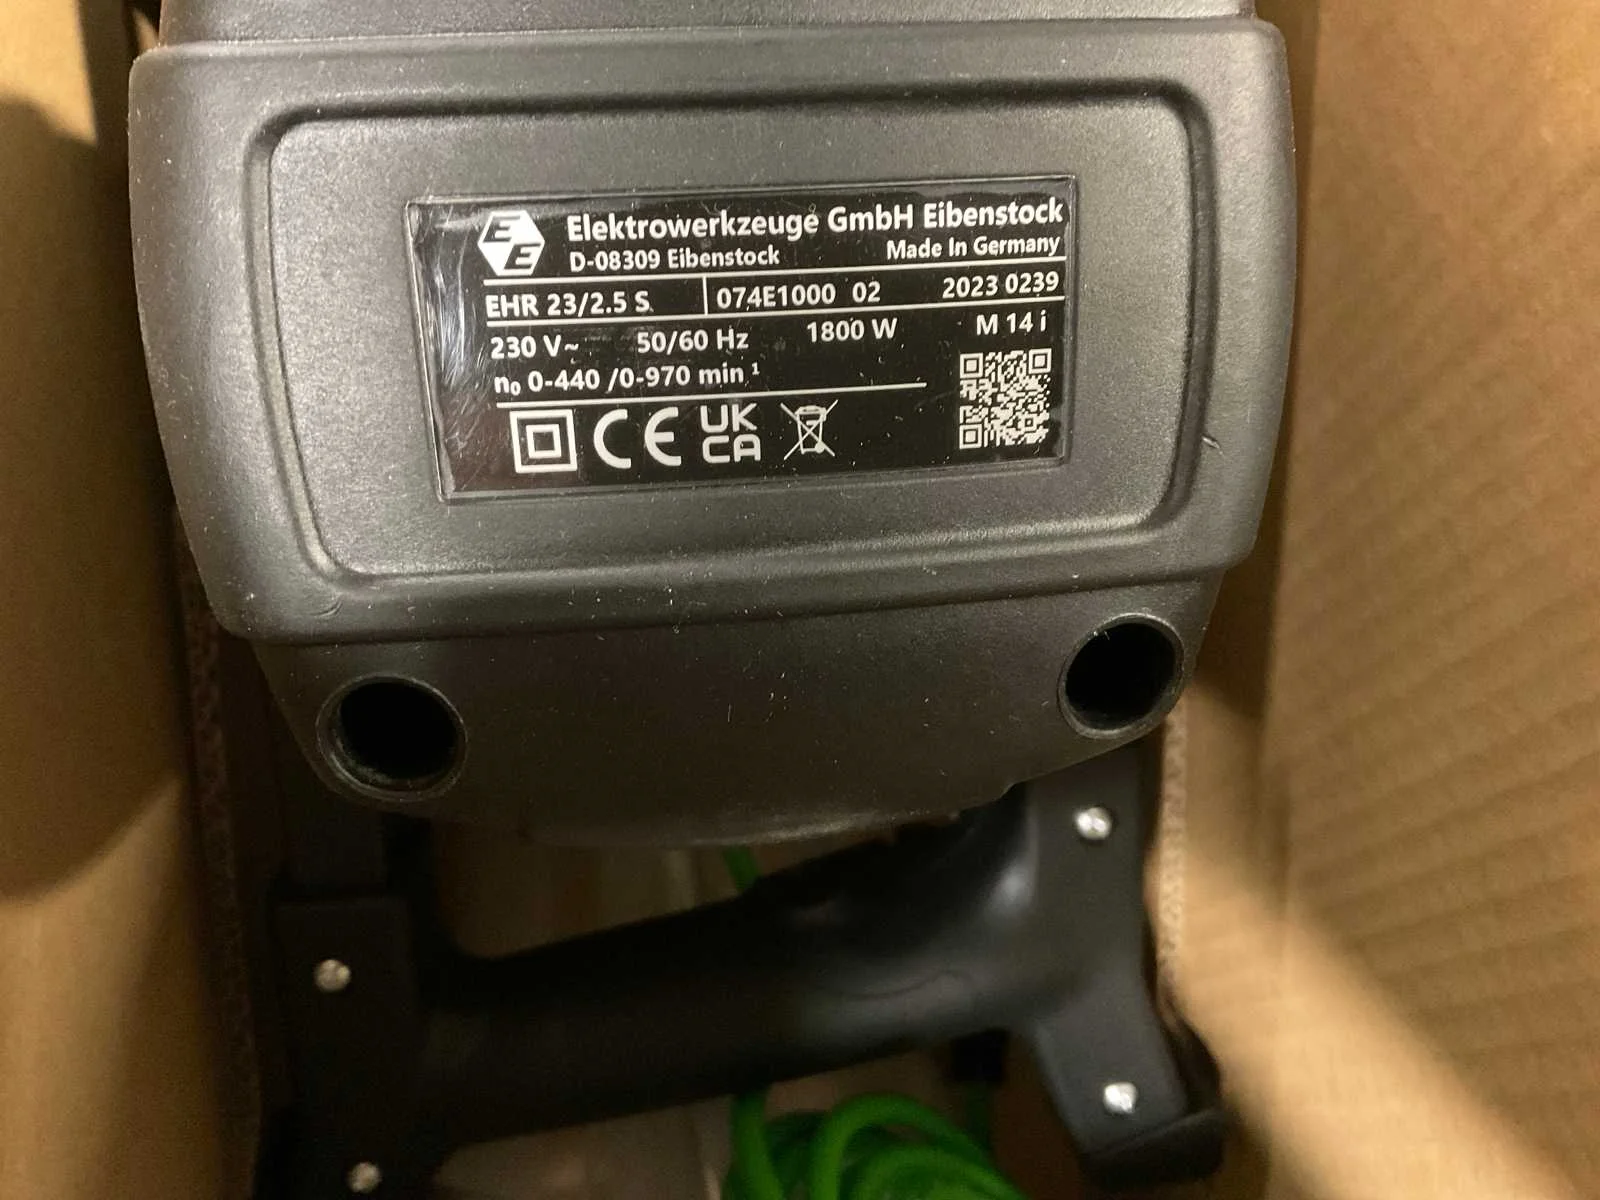 EE
Elektrowerkzeuge GmbH Eibenstock
D-08309 Eibenstock Made In Germany
EHR 23/2.5 S 074E1000 02 2023 0239
230 V~ 50/60 Hz 1800 W M 14 i
n₀ 0-440 /0-970 min ¹
CE UK CA